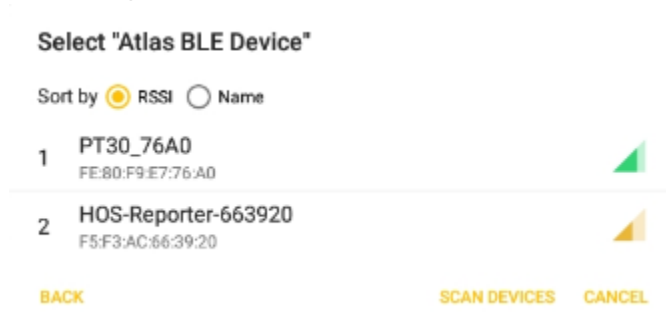 Select "Atlas BLE Device"
Sort by RSSI Name
1 PT30_76A0
FE:80:F9:E7:76:A0
2 HOS-Reporter-663920
F5:F3:AC:66:39:20
BACK SCAN DEVICES CANCEL